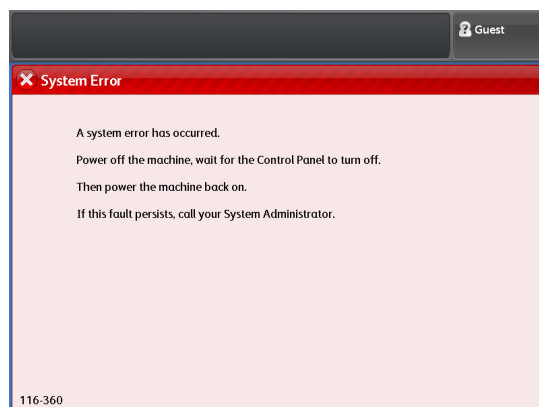 Guest
System Error
A system error has occurred.
Power off the machine, wait for the Control Panel to turn off.
Then power the machine back on.
If this fault persists, call your System Administrator.
116-360